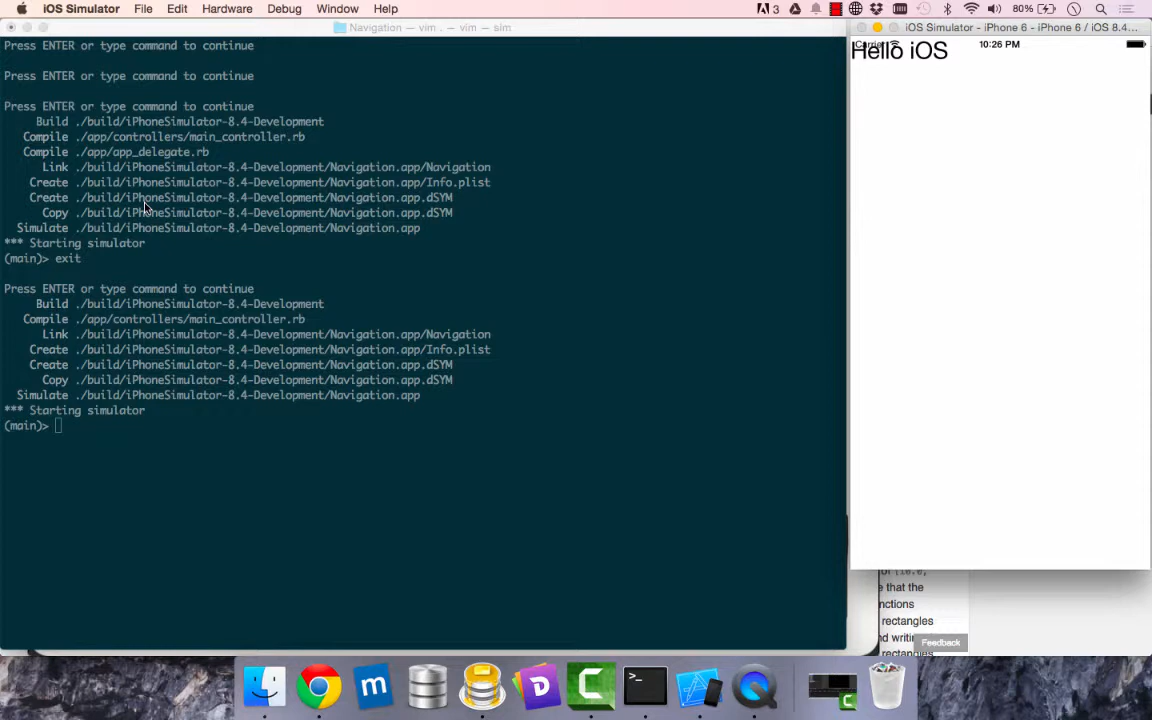 iOS Simulator File Edit Hardware Debug Window Help 3 80%
Navigation — vim . — vim — sim
Press ENTER or type command to continue
Press ENTER or type command to continue
Press ENTER or type command to continue
Build ./build/iPhoneSimulator-8.4-Development
Compile ./app/controllers/main_controller.rb
Compile ./app/app_delegate.rb
Link ./build/iPhoneSimulator-8.4-Development/Navigation.app/Navigation
Create ./build/iPhoneSimulator-8.4-Development/Navigation.app/Info.plist
Create ./build/iPhoneSimulator-8.4-Development/Navigation.app.dSYM
Copy ./build/iPhoneSimulator-8.4-Development/Navigation.app.dSYM
Simulate ./build/iPhoneSimulator-8.4-Development/Navigation.app
*** Starting simulator
(main)> exit
Press ENTER or type command to continue
Build ./build/iPhoneSimulator-8.4-Development
Compile ./app/controllers/main_controller.rb
Link ./build/iPhoneSimulator-8.4-Development/Navigation.app/Navigation
Create ./build/iPhoneSimulator-8.4-Development/Navigation.app/Info.plist
Create ./build/iPhoneSimulator-8.4-Development/Navigation.app.dSYM
Copy ./build/iPhoneSimulator-8.4-Development/Navigation.app.dSYM
Simulate ./build/iPhoneSimulator-8.4-Development/Navigation.app
*** Starting simulator
(main)>
iOS Simulator - iPhone 6 - iPhone 6 / iOS 8.4...
10:26 PM
Hello iOS
e that the
nctions
rectangles
nd writi
Feedback
rectangles